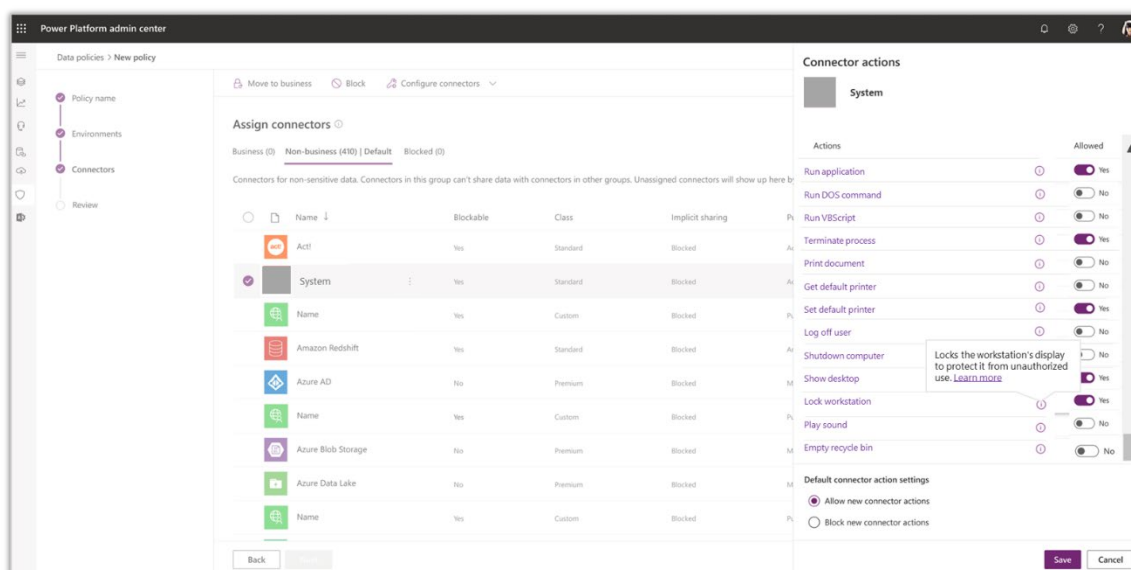 Power Platform admin center
Data policies > New policy
Policy name
Environments
Connectors
Review
Move to business Block Configure connectors
Assign connectors
Business (0) Non-business (410) | Default Blocked (0)
Connectors for non-sensitive data. Connectors in this group can't share data with connectors in other groups. Unassigned connectors will show up here
Name ↓ Blockable Class Implicit sharing
act!
Act! Yes Standard Blocked
System Yes Standard Blocked
Name Yes Custom Blocked
Amazon Redshift Yes Standard Blocked
Azure AD No Premium Blocked
Name Yes Custom Blocked
Azure Blob Storage No Premium Blocked
Azure Data Lake No Premium Blocked
Name Yes Custom Blocked
Back
Connector actions
System
Actions Allowed
Run application Yes
Run DOS command No
Run VBScript No
Terminate process Yes
Print document No
Get default printer No
Set default printer Yes
Log off user No
Shutdown computer No
Show desktop Yes
Locks the workstation's display
to protect it from unauthorized
use. Learn more
Lock workstation Yes
Play sound No
Empty recycle bin No
Default connector action settings
Allow new connector actions
Block new connector actions
Save Cancel